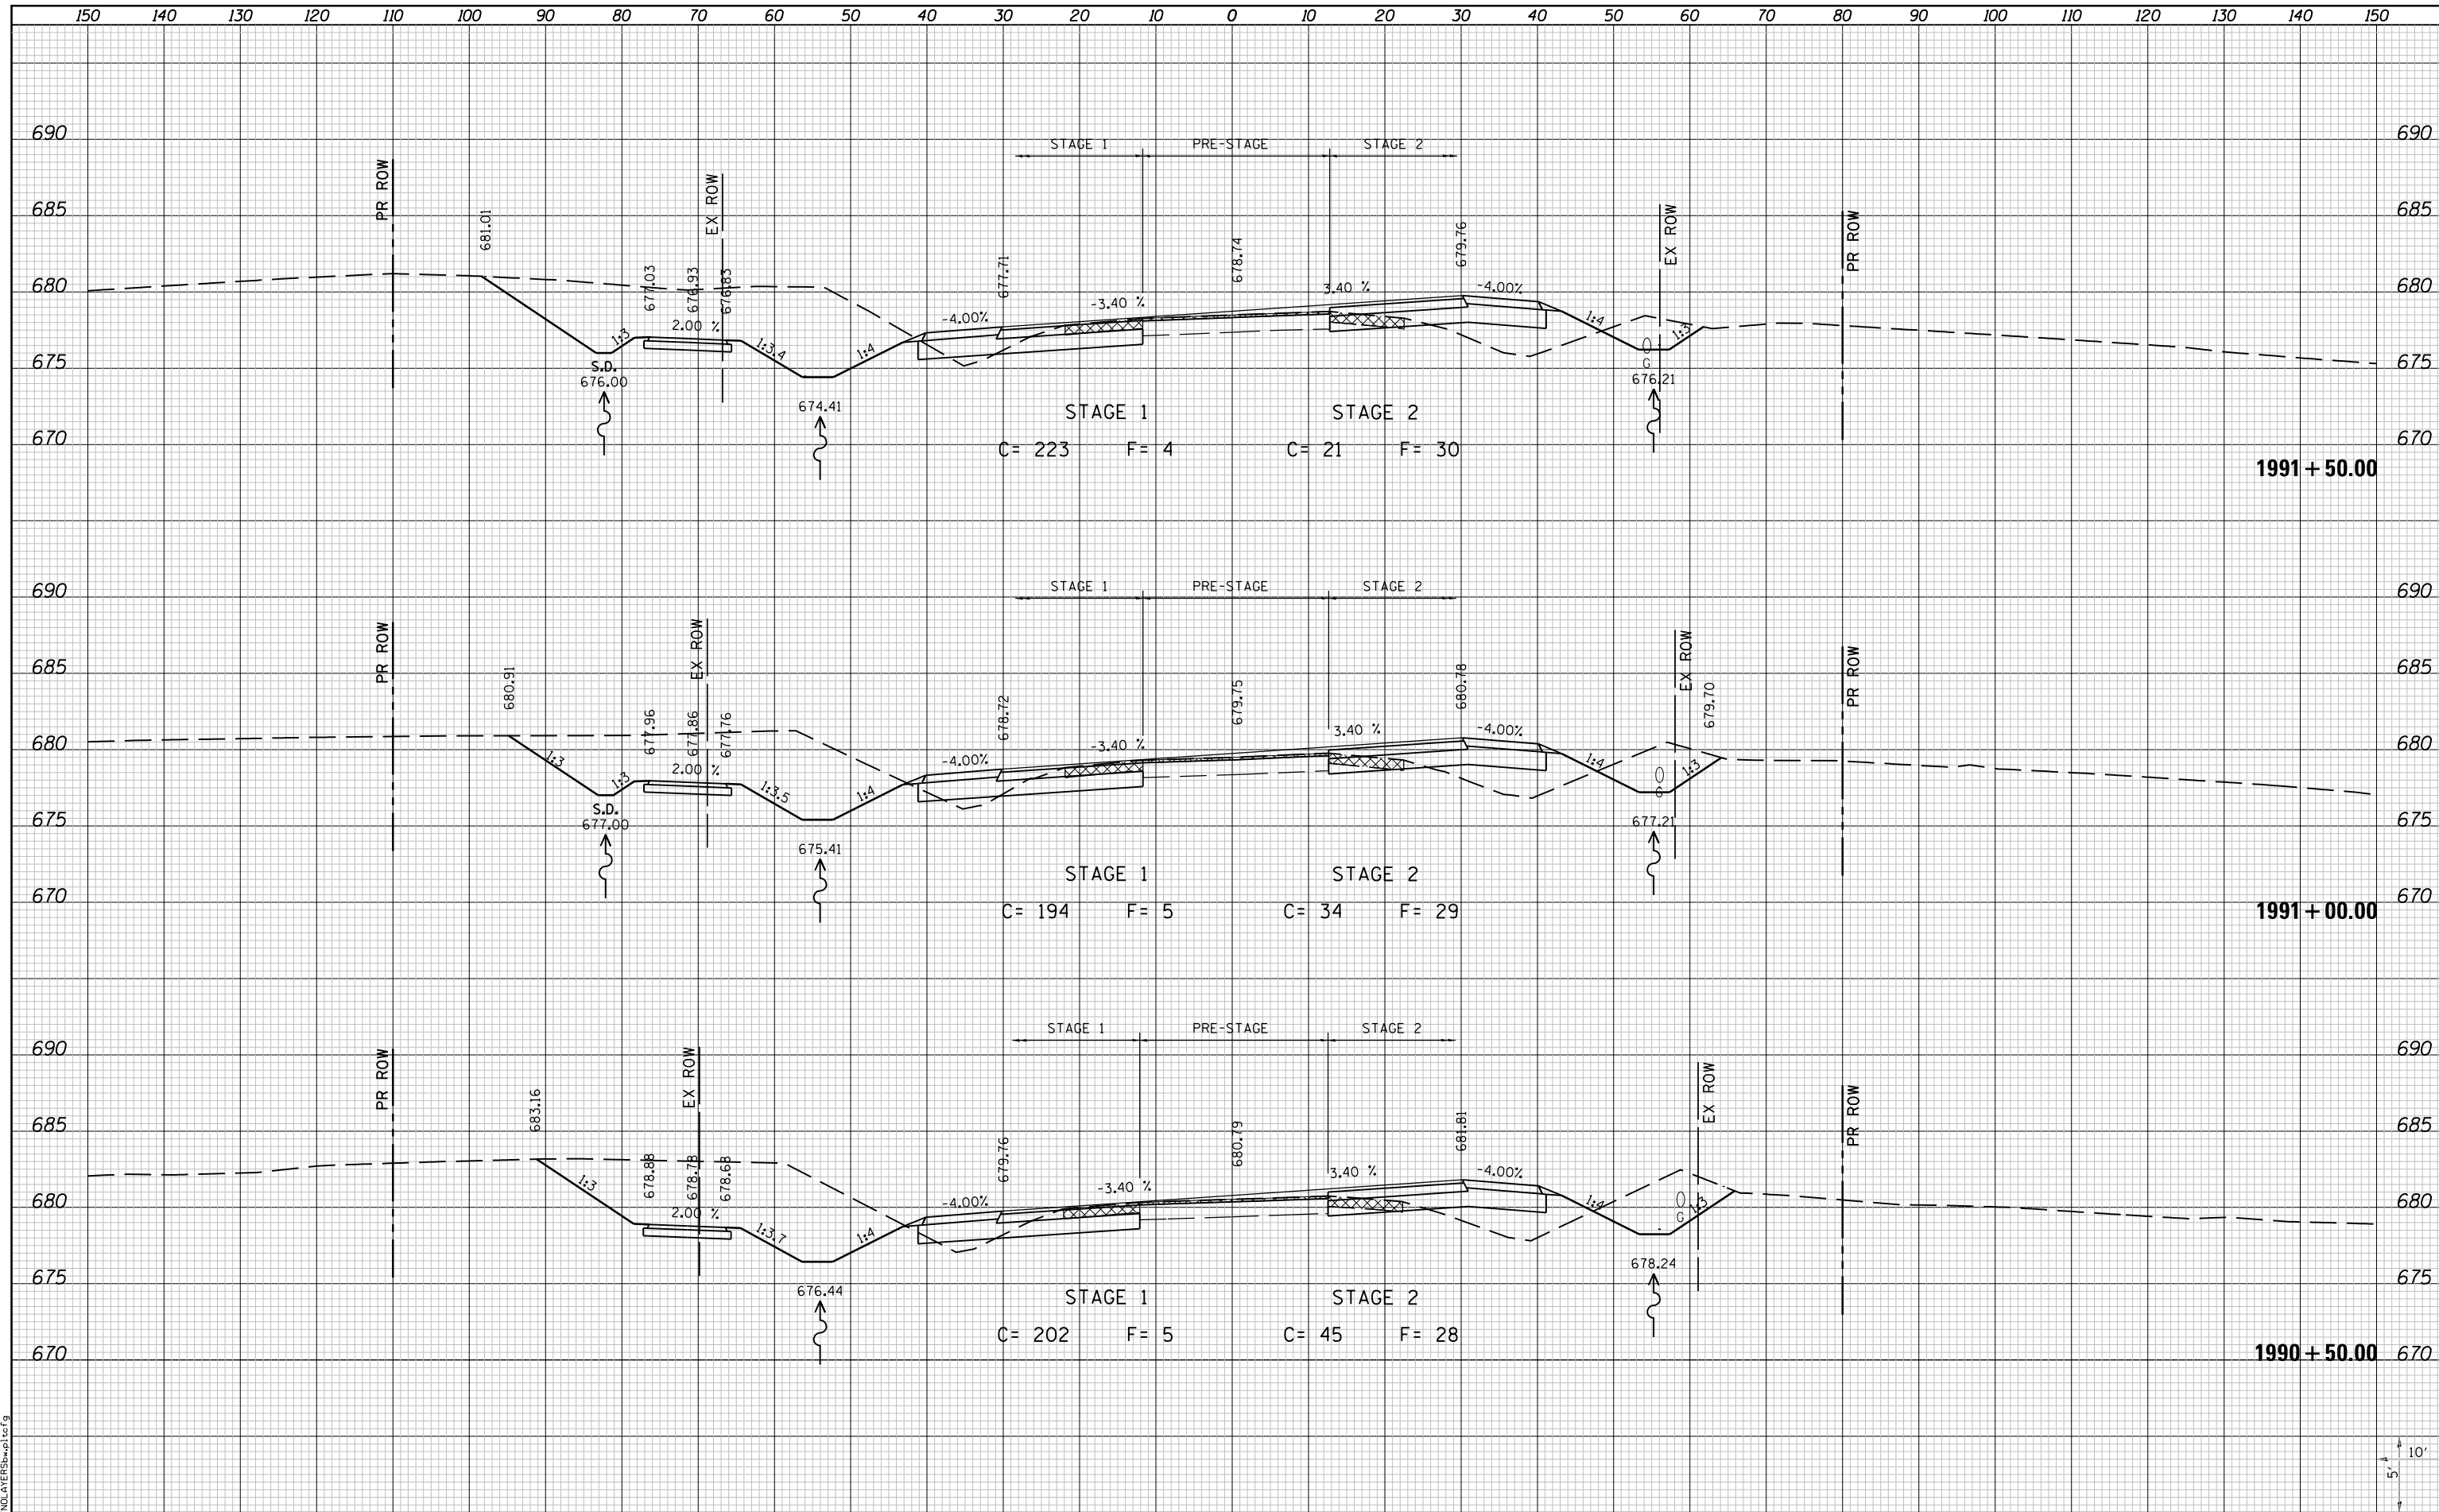 150 140 130 120 110 100 90 80 70 60 50 40 30 20 10 0 10 20 30 40 50 60 70 80 90 100 110 120 130 140 150
690 690
STAGE 1 PRE-STAGE STAGE 2
PR ROW EX ROW EX ROW PR ROW
685 685
681.01 677.03 676.93 676.83 677.71 678.74 679.76
680 680
-4.00% -3.40 % 3.40 % -4.00%
1:3 2.00 % 1:3.4 1:4 1:4 1:3
O
G
675 675
S.D.
676.00 676.21
674.41
STAGE 1 STAGE 2
670 670
C= 223 F= 4 C= 21 F= 30
1991+50.00
690 690
STAGE 1 PRE-STAGE STAGE 2
PR ROW EX ROW EX ROW PR ROW
685 685
680.91 677.96 677.86 677.76 678.72 679.75 680.78 679.70
680 680
-4.00% -3.40 % 3.40 % -4.00%
1:3 1:3 2.00 % 1:3.5 1:4 1:4 1:3
O
G
675 675
S.D.
677.00 677.21
675.41
STAGE 1 STAGE 2
670 670
C= 194 F= 5 C= 34 F= 29
1991+00.00
690 690
STAGE 1 PRE-STAGE STAGE 2
PR ROW EX ROW EX ROW PR ROW
685 685
683.16 678.88 678.78 678.68 679.76 680.79 681.81
680 680
-4.00% -3.40 % 3.40 % -4.00%
1:3 2.00 % 1:3.7 1:4 1:4 1:3
O
G
675 675
678.24
676.44
STAGE 1 STAGE 2
C= 202 F= 5 C= 45 F= 28
670 1990+50.00 670
10'
5'
NOLAYERSbw.pltcfg